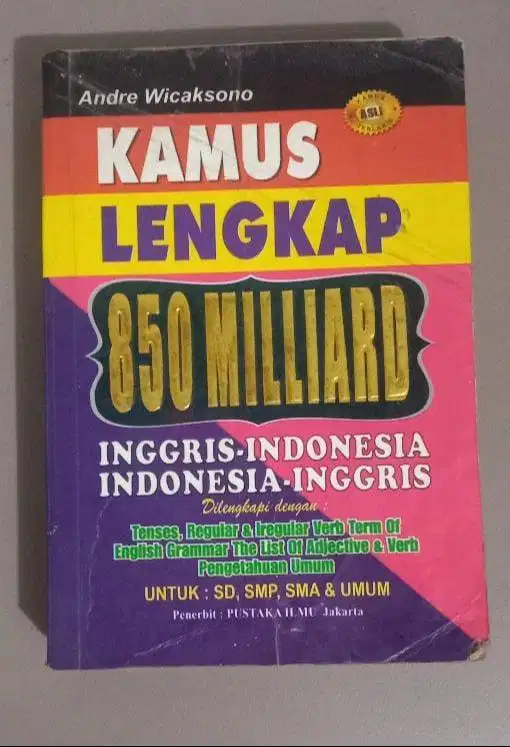 Andre Wicaksono
ASLI
KAMUS
LENGKAP
850 MILLIARD
INGGRIS-INDONESIA
INDONESIA-INGGRIS
Dilengkapi dengan :
Tenses, Regular & Iregular Verb Term Of
English Grammar The List Of Adjective & Verb
Pengetahuan Umum
UNTUK : SD, SMP, SMA & UMUM
Penerbit : PUSTAKA ILMU Jakarta